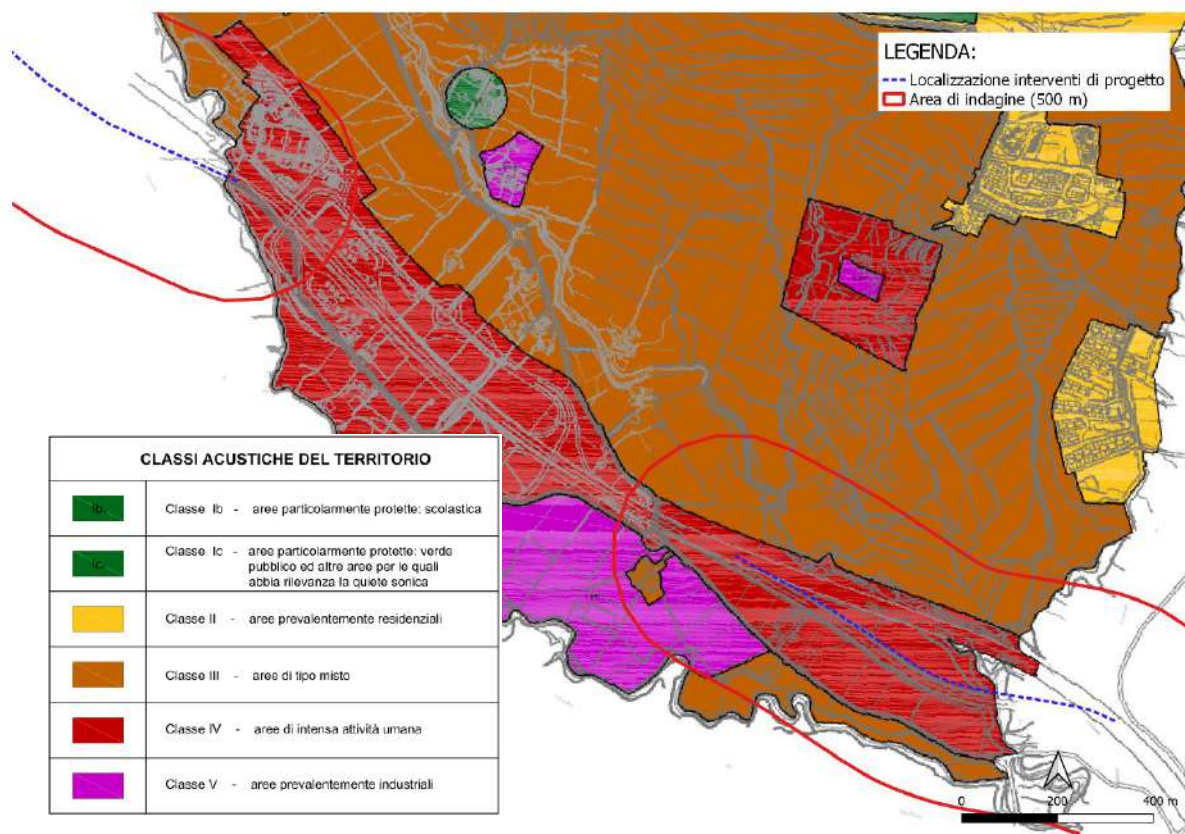 LEGENDA:
Localizzazione interventi di progetto
Area di indagine (500 m)
CLASSI ACUSTICHE DEL TERRITORIO
Ib
Classe Ib - aree particolarmente protette: scolastica
Ic
Classe Ic - aree particolarmente protette: verde
pubblico ed altre aree per le quali
abbia rilevanza la quiete sonica
Classe II - aree prevalentemente residenziali
Classe III - aree di tipo misto
Classe IV - aree di intensa attività umana
Classe V - aree prevalentemente industriali
0 200 400 m